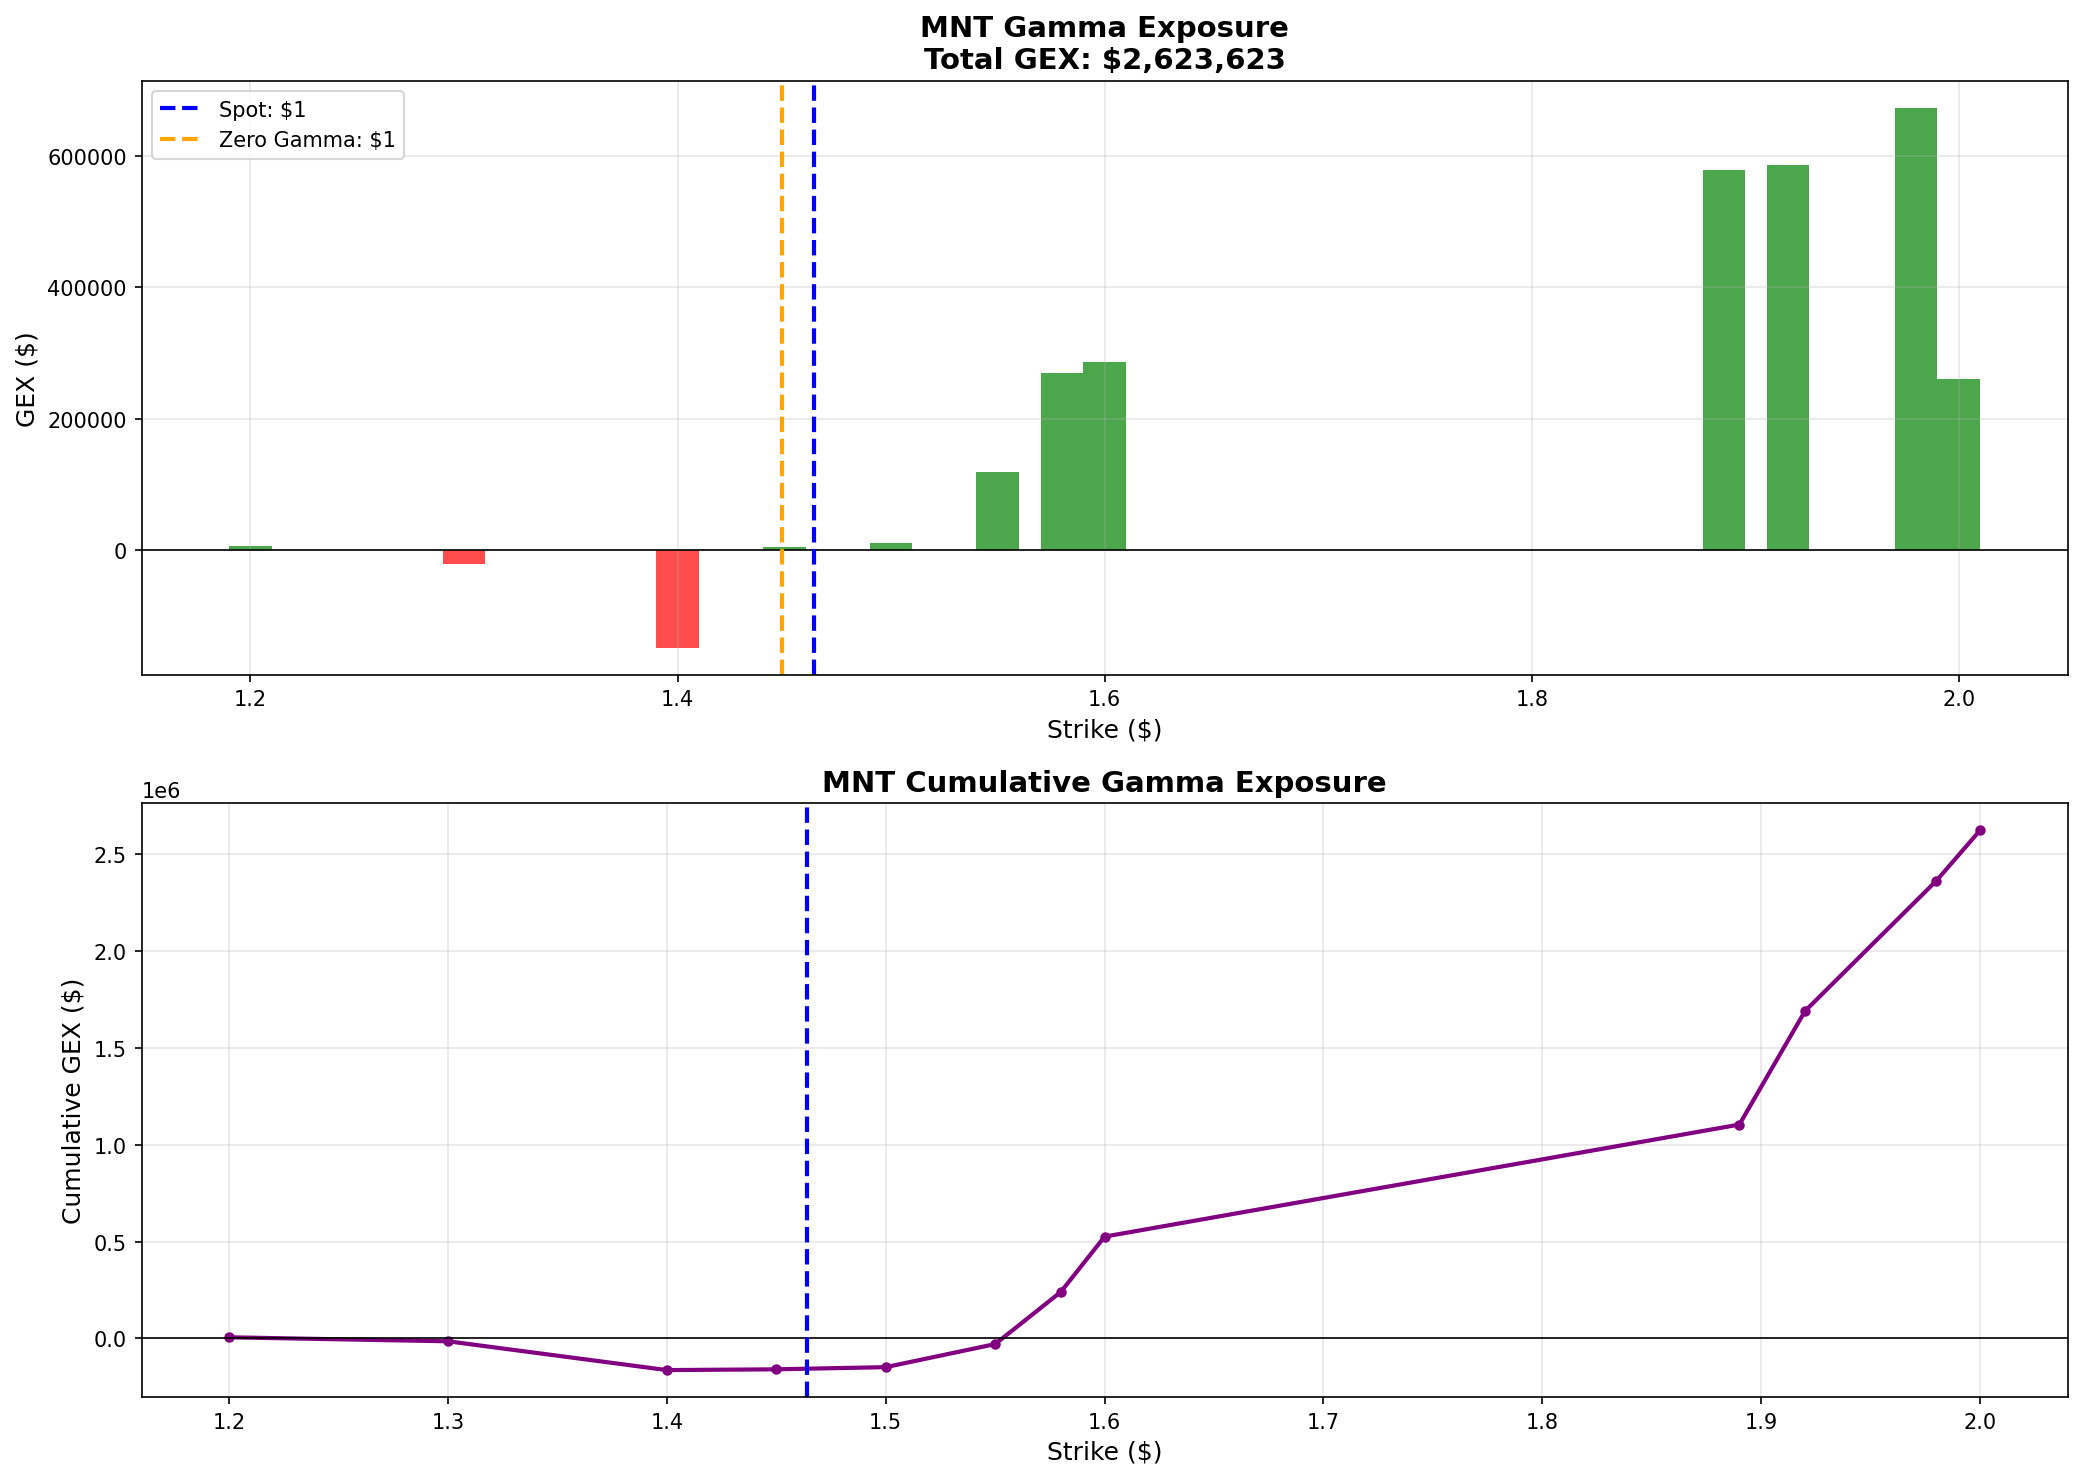 MNT Gamma Exposure
Total GEX: $2,623,623
Spot: $1
Zero Gamma: $1
GEX ($)
600000
400000
200000
0
1.2 1.4 1.6 1.8 2.0
Strike ($)
MNT Cumulative Gamma Exposure
1e6
Cumulative GEX ($)
2.5
2.0
1.5
1.0
0.5
0.0
1.2 1.3 1.4 1.5 1.6 1.7 1.8 1.9 2.0
Strike ($)